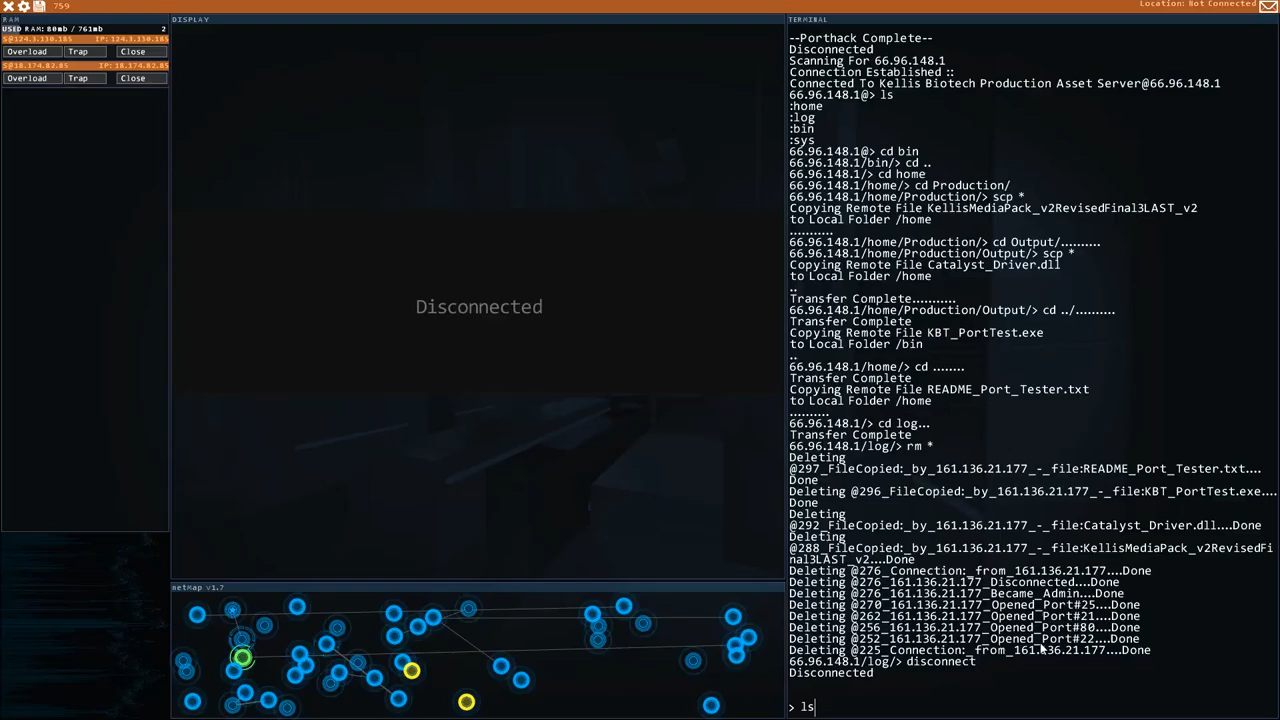 759
Location: Not Connected
RAM
USED RAM: 80mb / 761mb 2
S@124.3.330.185 IP: 124.3.330.185
Overload Trap Close
S@18.174.82.85 IP: 18.174.82.85
Overload Trap Close
DISPLAY
Disconnected
netMap v1.7
TERMINAL
--Porthack Complete--
Disconnected
Scanning For 66.96.148.1
Connection Established ::
Connected To Kellis Biotech Production Asset Server@66.96.148.1
66.96.148.1@> ls
:home
:log
:bin
:sys
66.96.148.1@> cd bin
66.96.148.1/bin/> cd ..
66.96.148.1/> cd home
66.96.148.1/home/> cd Production/
66.96.148.1/home/Production/> scp *
Copying Remote File KellisMediaPack_v2RevisedFinal3LAST_v2
to Local Folder /home
...........
66.96.148.1/home/Production/> cd Output/.........
66.96.148.1/home/Production/Output/> scp *
Copying Remote File Catalyst_Driver.dll
to Local Folder /home
..
Transfer Complete...........
66.96.148.1/home/Production/Output/> cd ../..........
Transfer Complete
Copying Remote File KBT_PortTest.exe
to Local Folder /bin
..
66.96.148.1/home/> cd ........
Transfer Complete
Copying Remote File README_Port_Tester.txt
to Local Folder /home
..........
66.96.148.1/> cd log...
Transfer Complete
66.96.148.1/log/> rm *
Deleting
@297_FileCopied:_by_161.136.21.177_-_file:README_Port_Tester.txt....
Done
Deleting @296_FileCopied:_by_161.136.21.177_-_file:KBT_PortTest.exe....
Done
Deleting
@292_FileCopied:_by_161.136.21.177_-_file:Catalyst_Driver.dll....Done
Deleting
@288_FileCopied:_by_161.136.21.177_-_file:KellisMediaPack_v2RevisedFi
nal3LAST_v2....Done
Deleting @276_Connection:_from_161.136.21.177....Done
Deleting @276_161.136.21.177_Disconnected....Done
Deleting @276_161.136.21.177_Became_Admin....Done
Deleting @270_161.136.21.177_Opened_Port#25....Done
Deleting @262_161.136.21.177_Opened_Port#21....Done
Deleting @256_161.136.21.177_Opened_Port#80....Done
Deleting @252_161.136.21.177_Opened_Port#22....Done
Deleting @225_Connection:_from_161.136.21.177....Done
66.96.148.1/log/> disconnect
Disconnected
> ls